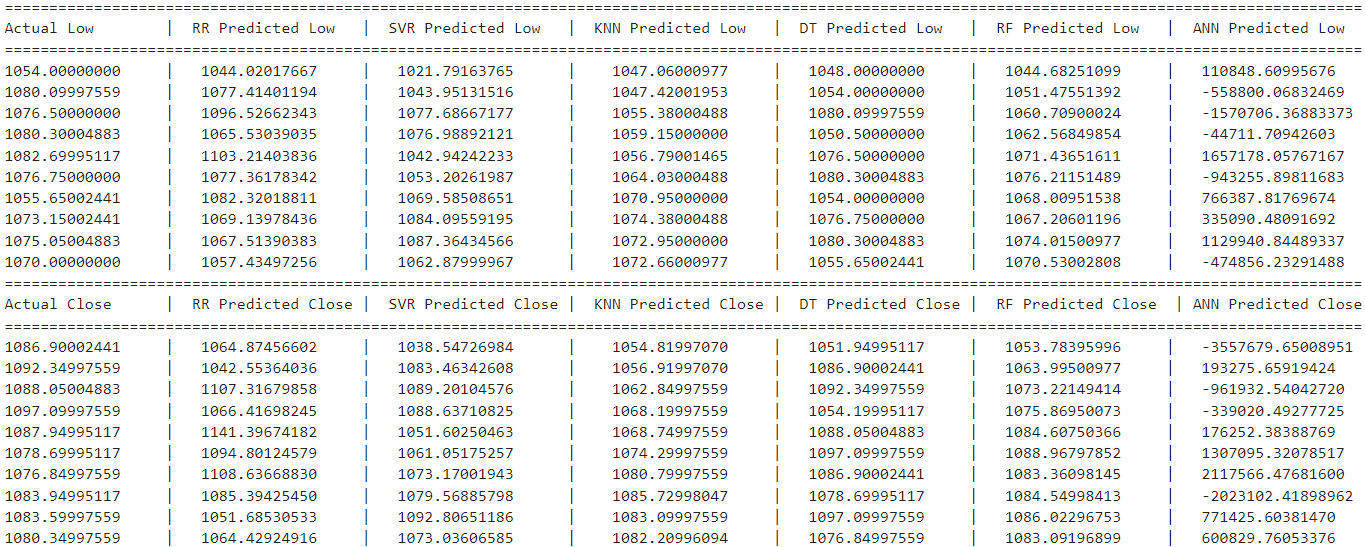 ===========================================================================================================================================================
Actual Low        |  RR Predicted Low   |  SVR Predicted Low    |  KNN Predicted Low   |  DT Predicted Low   |  RF Predicted Low   |  ANN Predicted Low
===========================================================================================================================================================
1054.00000000     |   1044.02017667     |   1021.79163765       |    1047.06000977     |   1048.00000000     |   1044.68251099     |   110848.60995676
1080.09997559     |   1077.41401194     |   1043.95131516       |    1047.42001953     |   1054.00000000     |   1051.47551392     |   -558800.06832469
1076.50000000     |   1096.52662343     |   1077.68667177       |    1055.38000488     |   1080.09997559     |   1060.70900024     |   -1570706.36883373
1080.30004883     |   1065.53039035     |   1076.98892121       |    1059.15000000     |   1050.50000000     |   1062.56849854     |   -44711.70942603
1082.69995117     |   1103.21403836     |   1042.94242233       |    1056.79001465     |   1076.50000000     |   1071.43651611     |   1657178.05767167
1076.75000000     |   1077.36178342     |   1053.20261987       |    1064.03000488     |   1080.30004883     |   1076.21151489     |   -943255.89811683
1055.65002441     |   1082.32018811     |   1069.58508651       |    1070.95000000     |   1054.00000000     |   1068.00951538     |   766387.81769674
1073.15002441     |   1069.13978436     |   1084.09559195       |    1074.38000488     |   1076.75000000     |   1067.20601196     |   335090.48091692
1075.05004883     |   1067.51390383     |   1087.36434566       |    1072.95000000     |   1080.30004883     |   1074.01500977     |   1129940.84489337
1070.00000000     |   1057.43497256     |   1062.87999967       |    1072.66000977     |   1055.65002441     |   1070.53002808     |   -474856.23291488
===========================================================================================================================================================
Actual Close      |  RR Predicted Close |  SVR Predicted Close |  KNN Predicted Close |  DT Predicted Close |  RF Predicted Close  | ANN Predicted Close
===========================================================================================================================================================
1086.90002441     |   1064.87456602     |   1038.54726984       |    1054.81997070     |   1051.94995117     |   1053.78395996     |   -3557679.65008951
1092.34997559     |   1042.55364036     |   1083.46342608       |    1056.91997070     |   1086.90002441     |   1063.99500977     |   193275.65919424
1088.05004883     |   1107.31679858     |   1089.20104576       |    1062.84997559     |   1092.34997559     |   1073.22149414     |   -961932.54042720
1097.09997559     |   1066.41698245     |   1088.63710825       |    1068.19997559     |   1054.19995117     |   1075.86950073     |   -339020.49277725
1087.94995117     |   1141.39674182     |   1051.60250463       |    1068.74997559     |   1088.05004883     |   1084.60750366     |   176252.38388769
1078.69995117     |   1094.80124579     |   1061.05175257       |    1074.29997559     |   1097.09997559     |   1088.96797852     |   1307095.32078517
1076.84997559     |   1108.63668830     |   1073.17001943       |    1080.79997559     |   1086.90002441     |   1083.36098145     |   2117566.47681600
1083.94995117     |   1085.39425450     |   1079.56885798       |    1085.72998047     |   1078.69995117     |   1084.54998413     |   -2023102.41898962
1083.59997559     |   1051.68530533     |   1092.80651186       |    1083.09997559     |   1097.09997559     |   1086.02296753     |   771425.60381470
1080.34997559     |   1064.42924916     |   1073.03606585       |    1082.20996094     |   1076.84997559     |   1083.09196899     |   600829.76053376